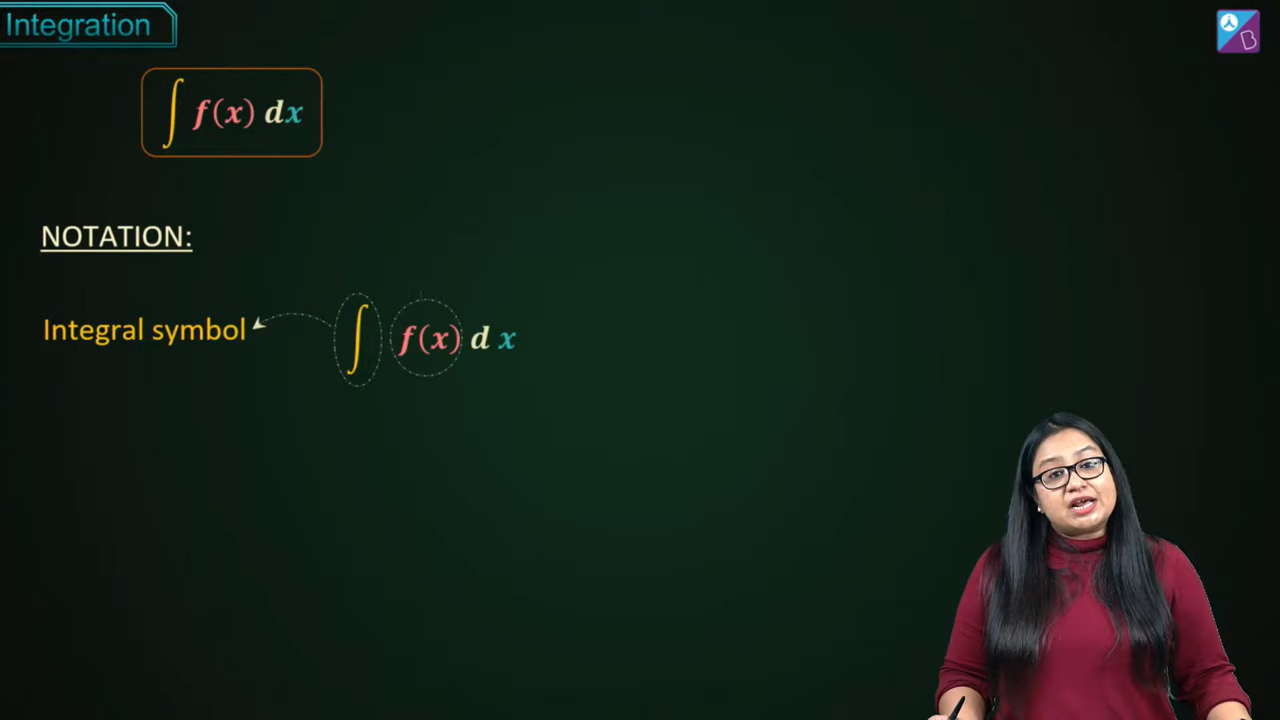 Integration
∫ f(x) dx
NOTATION:
Integral symbol ∫ f(x) d x
B